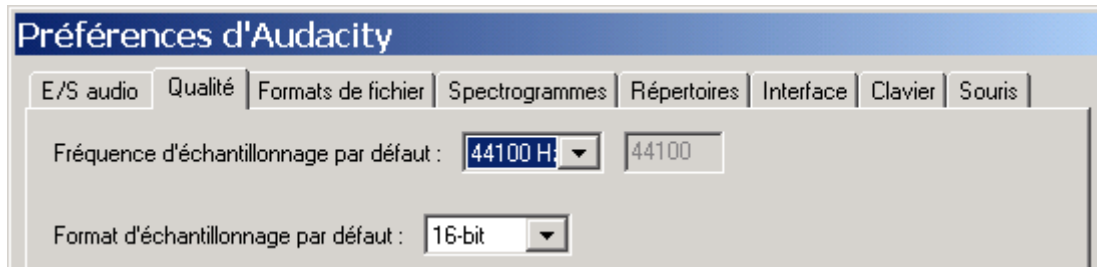 Préférences d'Audacity
E/S audio Qualité Formats de fichier Spectrogrammes Répertoires Interface Clavier Souris
Fréquence d'échantillonnage par défaut : 44100 H: 44100
Format d'échantillonnage par défaut : 16-bit